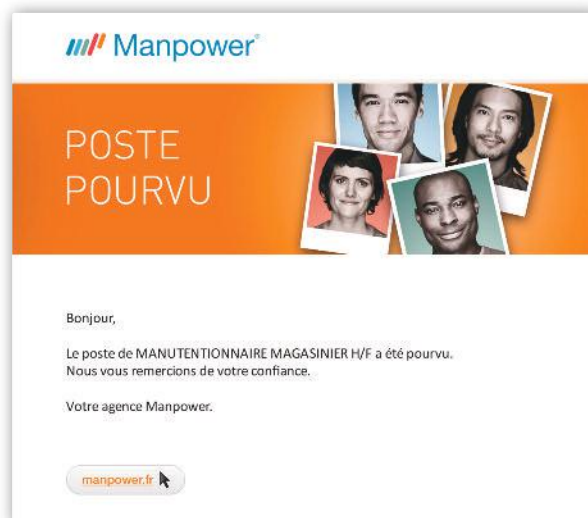 Manpower®
POSTE
POURVU
Bonjour,
Le poste de MANUTENTIONNAIRE MAGASINIER H/F a été pourvu.
Nous vous remercions de votre confiance.
Votre agence Manpower.
manpower.fr